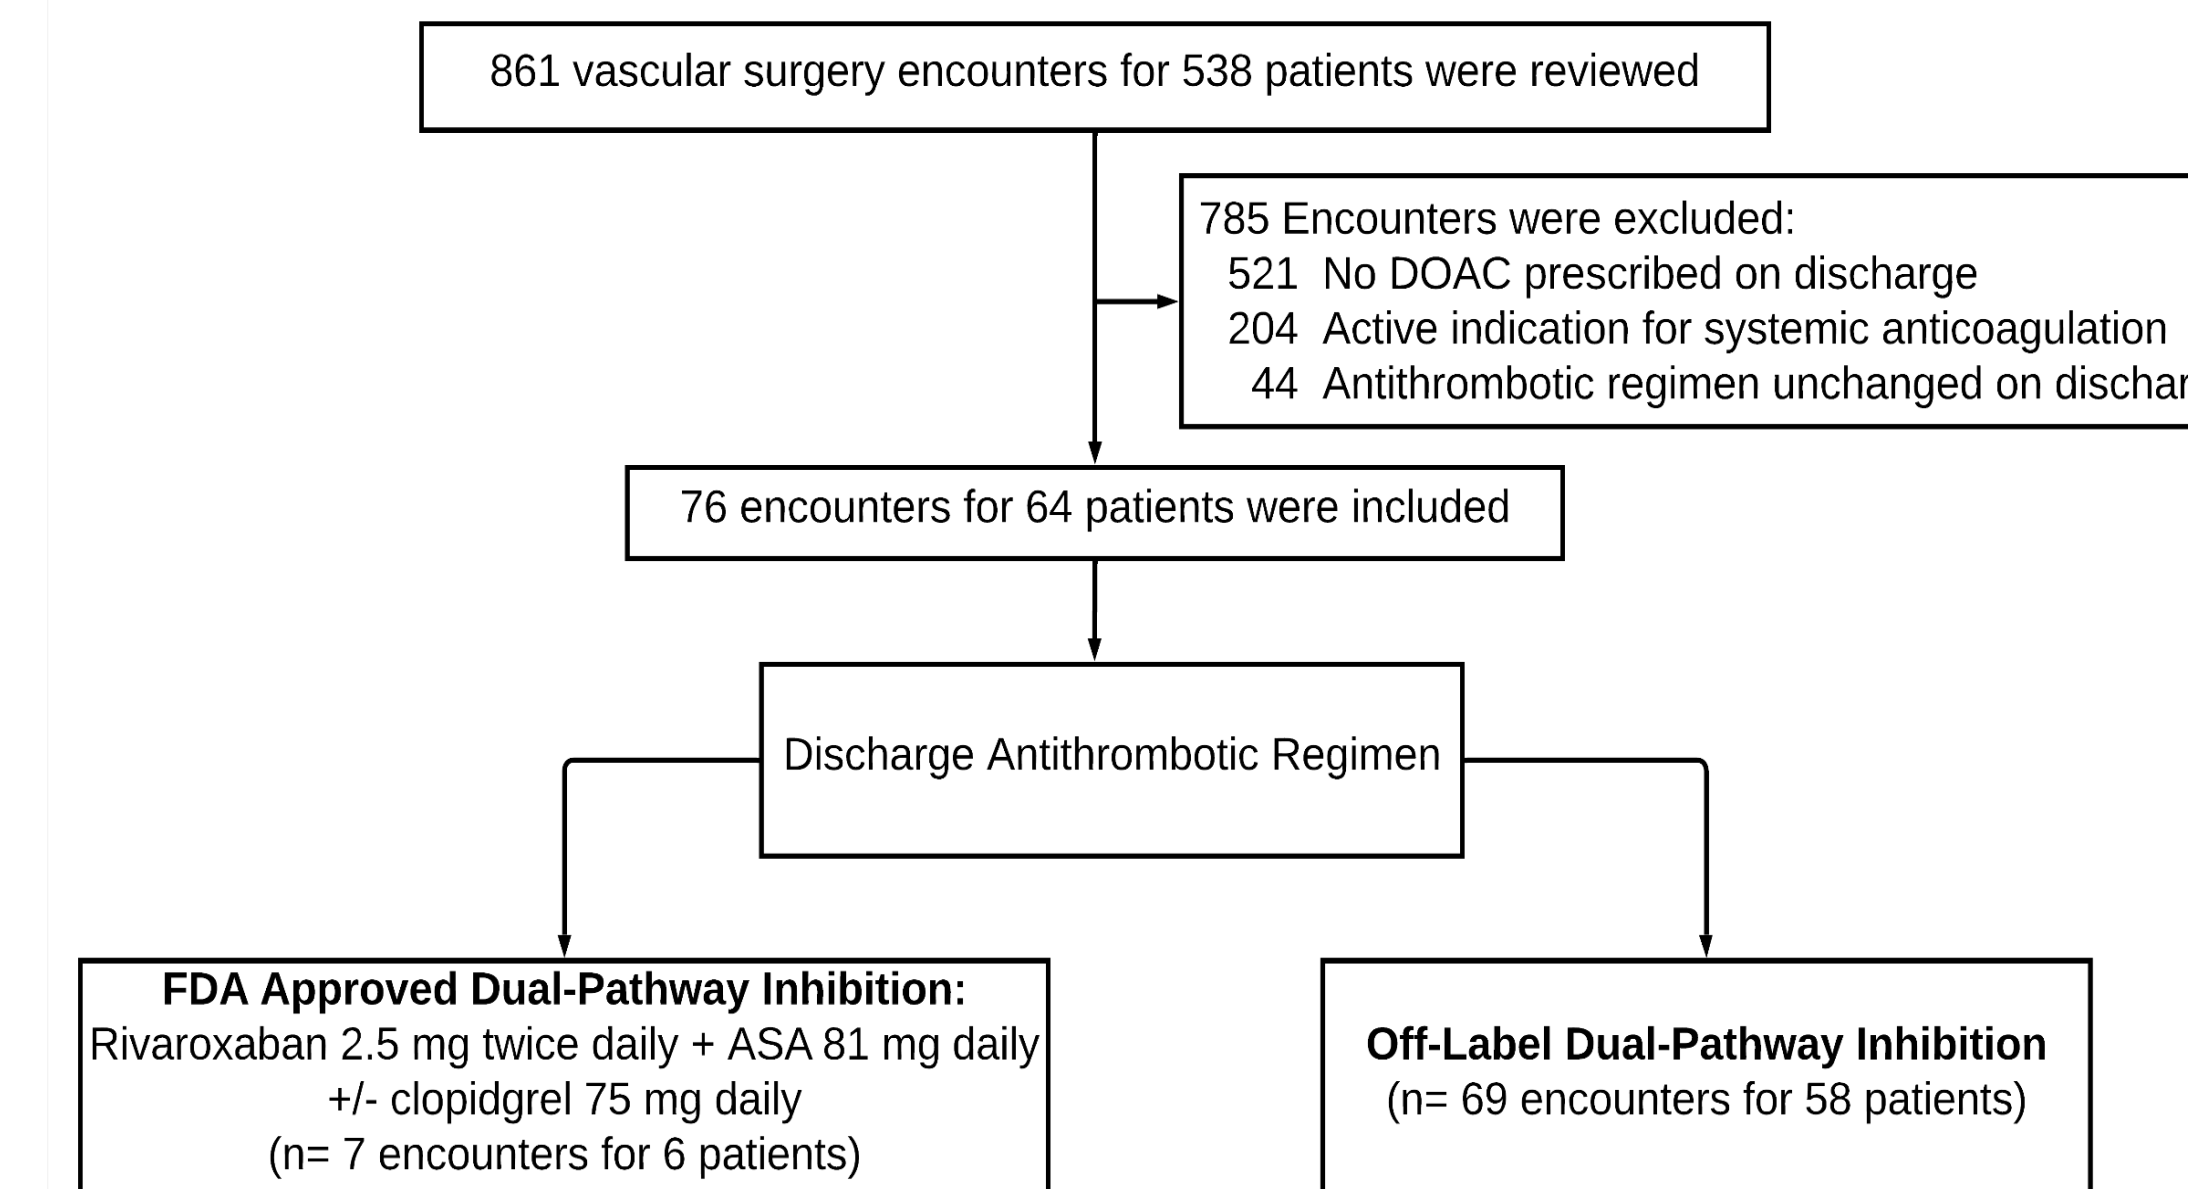 861 vascular surgery encounters for 538 patients were reviewed
785 Encounters were excluded:
521 No DOAC prescribed on discharge
204 Active indication for systemic anticoagulation
44 Antithrombotic regimen unchanged on
76 encounters for 64 patients were included
Discharge Antithrombotic Regimen
FDA Approved Dual-Pathway Inhibition:
Rivaroxaban 2.5 mg twice daily + ASA 81 mg daily
+/- clopidgrel 75 mg daily
(n= 7 encounters for 6 patients)
Off-Label Dual-Pathway Inhibition
(n= 69 encounters for 58 patients)